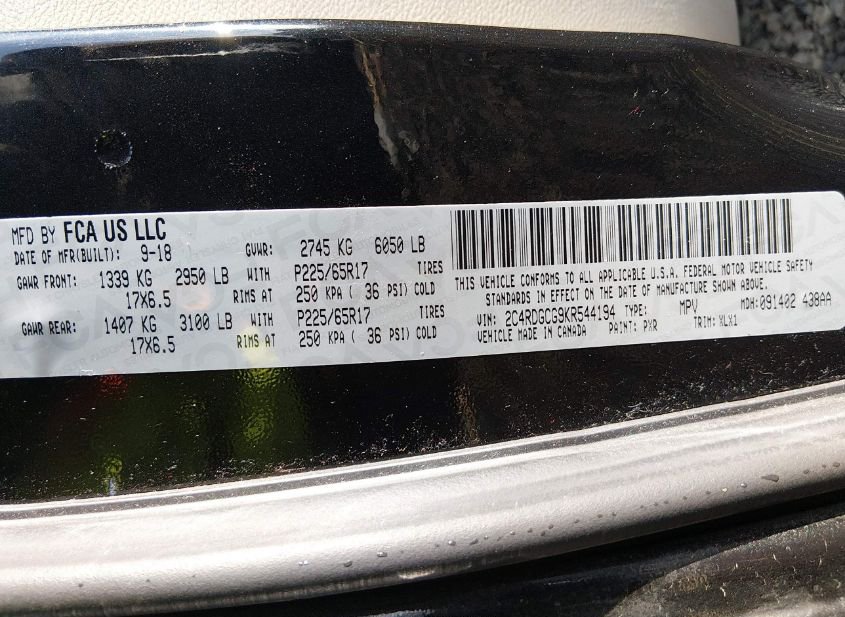 MFD BY FCA US LLC
DATE OF MFR(BUILT): 9-18 GVWR: 2745 KG 6050 LB
GAWR FRONT: 1339 KG 2950 LB WITH P225/65R17 TIRES
17X6.5 RIMS AT 250 KPA ( 36 PSI) COLD
GAWR REAR: 1407 KG 3100 LB WITH P225/65R17 TIRES
17X6.5 RIMS AT 250 KPA ( 36 PSI) COLD
THIS VEHICLE CONFORMS TO ALL APPLICABLE U.S.A. FEDERAL MOTOR VEHICLE SAFETY
STANDARDS IN EFFECT ON THE DATE OF MANUFACTURE SHOWN ABOVE.
VIN: 2C4RDGCG9KR544194 TYPE: MPV MDH: 091402 438AA
VEHICLE MADE IN CANADA PAINT: PXR TRIM: XLX1